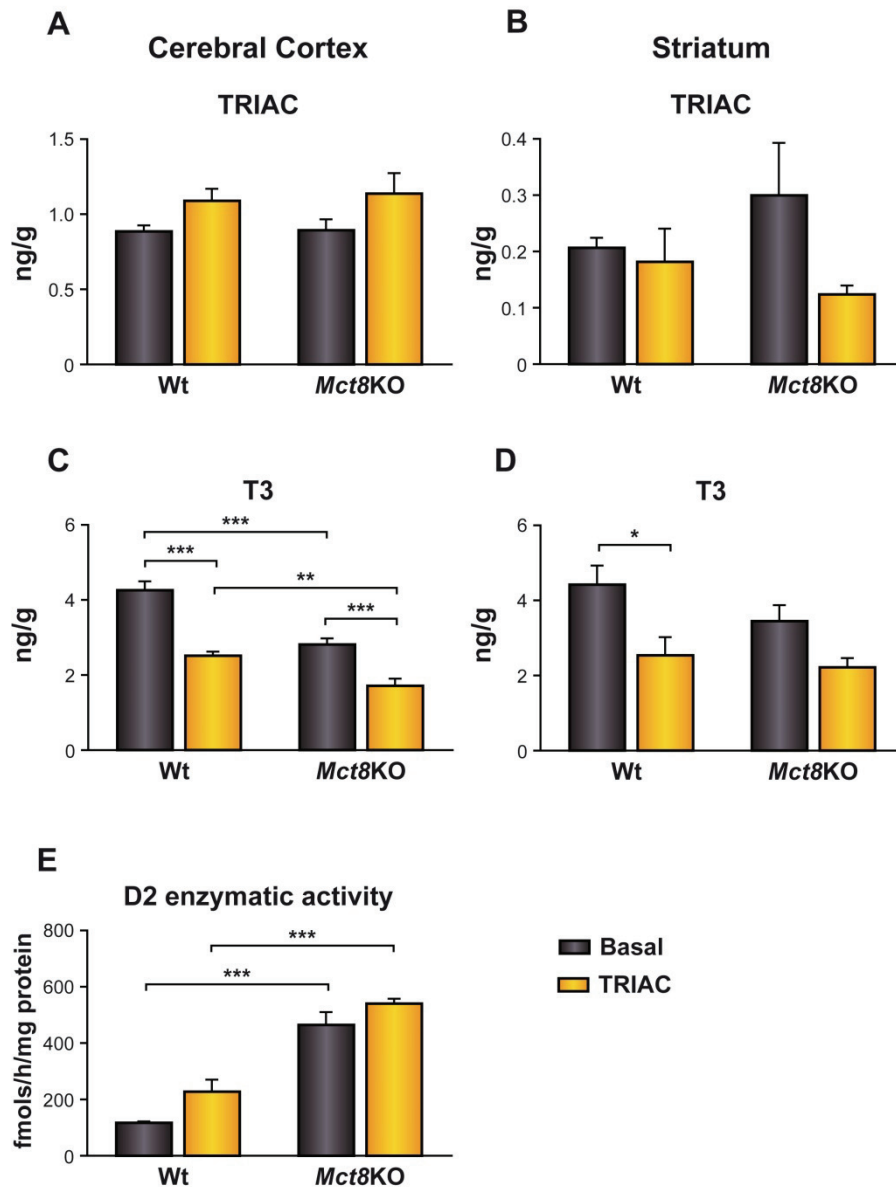 A
Cerebral Cortex
TRIAC
1.5
1.0
0.5
0
ng/g
Wt
Mct8KO
B
Striatum
TRIAC
0.4
0.3
0.2
0.1
0
ng/g
Wt
Mct8KO
C
T3
6
4
2
0
ng/g
***
***
**
***
Wt
Mct8KO
D
T3
6
4
2
0
ng/g
*
Wt
Mct8KO
E
D2 enzymatic activity
800
600
400
200
0
fmols/h/mg protein
***
***
Wt
Mct8KO
Basal
TRIAC